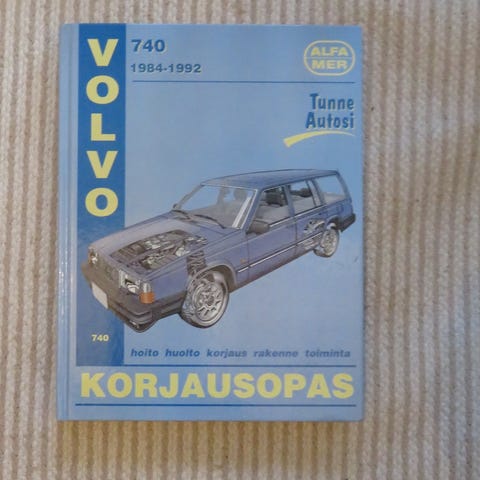 VOLVO
740
1984-1992
ALFA
MER
Tunne
Autosi
740
hoito huolto korjaus rakenne toiminta
KORJAUSOPAS